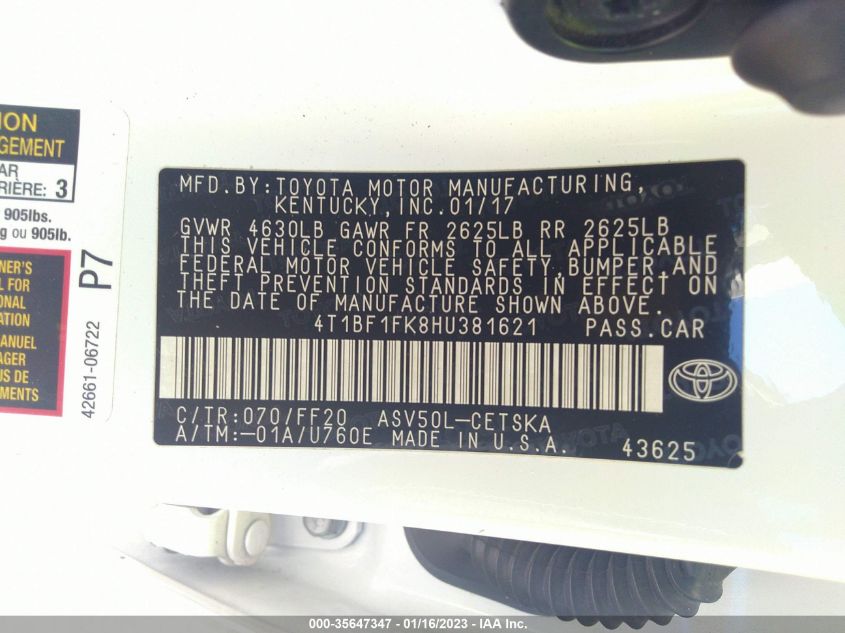 ION
GEMENT
AR
RIÈRE: 3
905lbs.
g ou 905lb.
NER'S
L FOR
ONAL
ATION
MANUEL
AGER
US DE
NTS.
P7
42661-06722
MFD.BY:TOYOTA MOTOR MANUFACTURING,
KENTUCKY,INC.01/17
GVWR 4630LB GAWR FR 2625LB RR 2625LB
THIS VEHICLE CONFORMS TO ALL APPLICABLE
FEDERAL MOTOR VEHICLE SAFETY,BUMPER,AND
THEFT PREVENTION STANDARDS IN EFFECT ON
THE DATE OF MANUFACTURE SHOWN ABOVE.
4T1BF1FK8HU381621 PASS.CAR
C/TR:070/FF20 ASV50L-CETSKA
A/TM:-01A/U760E MADE IN U.S.A.
43625
000-35647347 - 01/16/2023 - IAA Inc.